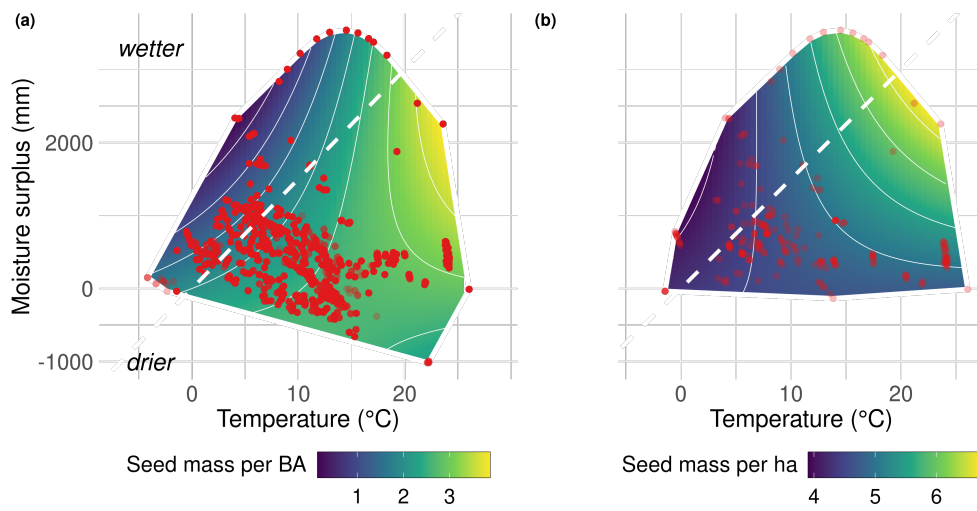 (a)
wetter
drier
Moisture surplus (mm)
2000
0
-1000
0 10 20
Temperature (°C)
Seed mass per BA
1 2 3
(b)
0 10 20
Temperature (°C)
Seed mass per ha
4 5 6